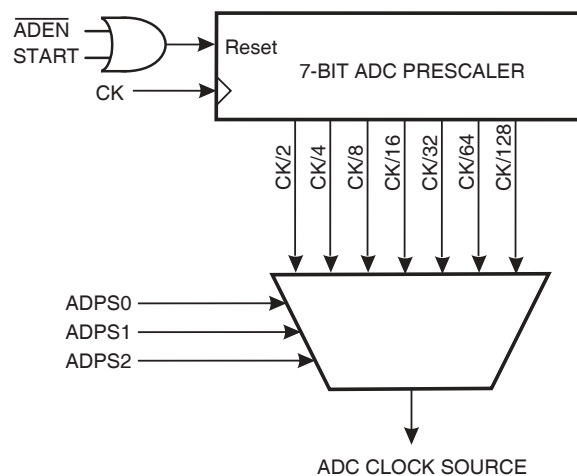 ADEN
START
Reset
7-BIT ADC PRESCALER
CK
CK/2
CK/4
CK/8
CK/16
CK/32
CK/64
CK/128
ADPS0
ADPS1
ADPS2
ADC CLOCK SOURCE